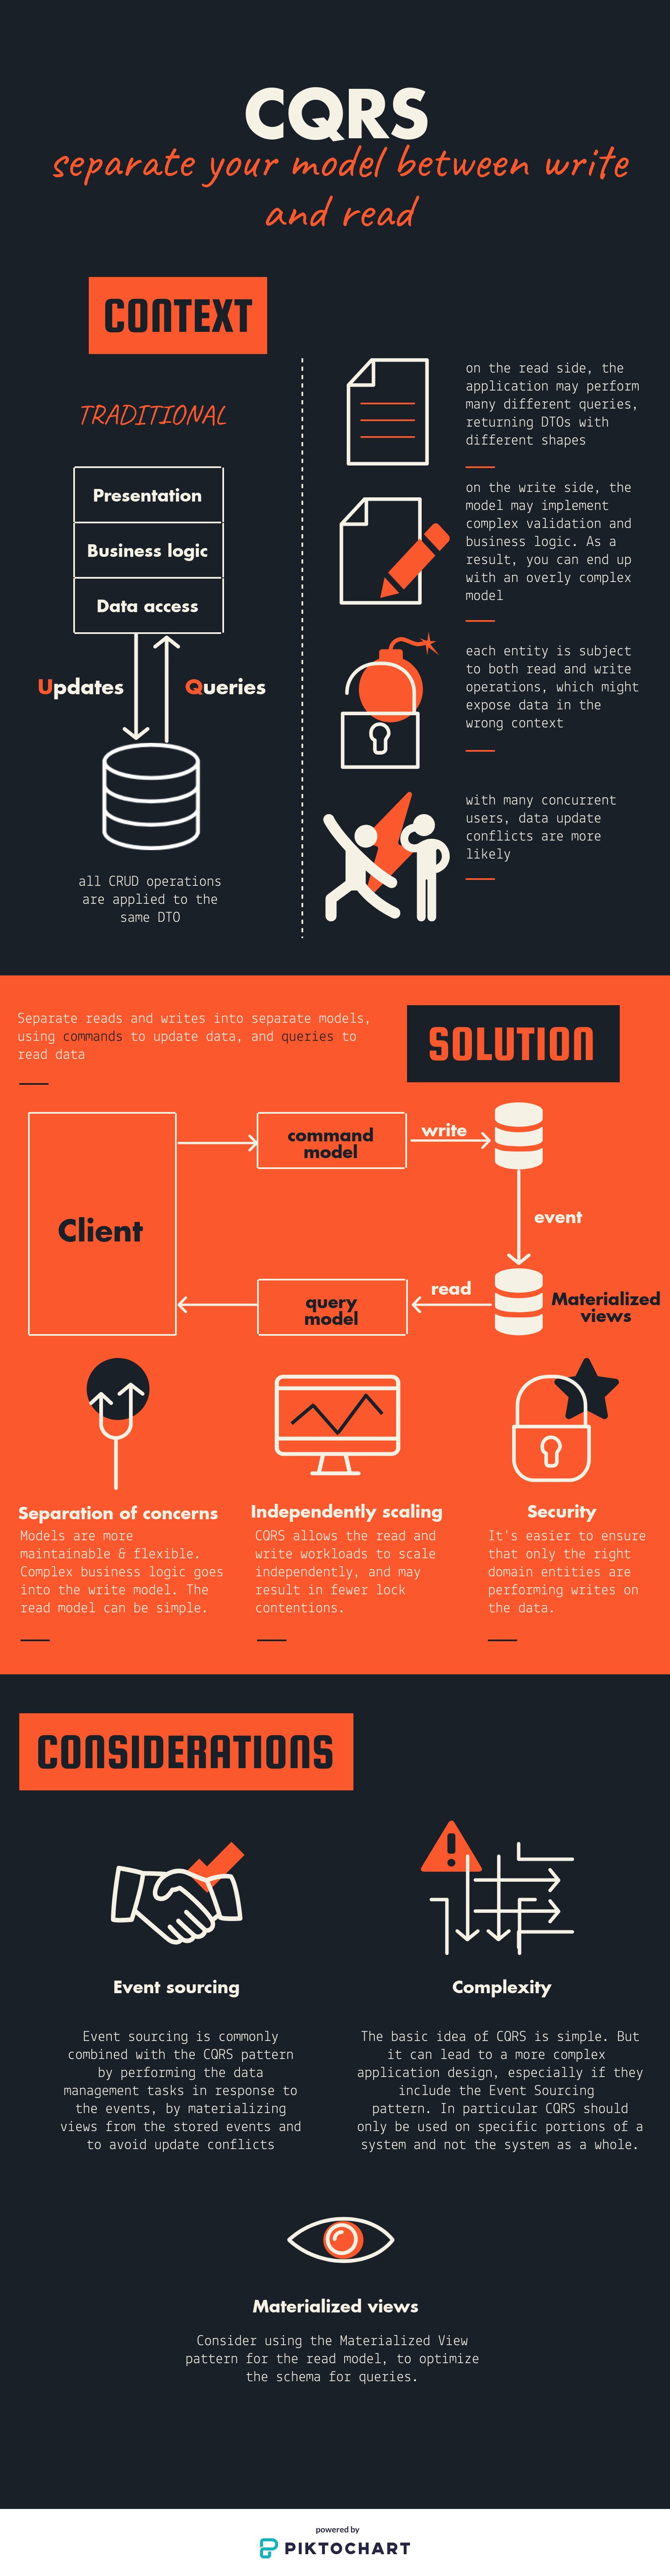 CQRS
separate your model between write
and read
CONTEXT
TRADITIONAL
Presentation
Business logic
Data access
Updates
Queries
all CRUD operations
are applied to the
same DTO
on the read side, the
application may perform
many different queries,
returning DTOs with
different shapes
on the write side, the
model may implement
complex validation and
business logic. As a
result, you can end up
with an overly complex
model
each entity is subject
to both read and write
operations, which might
expose data in the
wrong context
with many concurrent
users, data update
conflicts are more
likely
Separate reads and writes into separate models,
using commands to update data, and queries to
read data
SOLUTION
Client
command
model
write
event
query
model
read
Materialized
views
Separation of concerns
Models are more
maintainable & flexible.
Complex business logic goes
into the write model. The
read model can be simple.
Independently scaling
CQRS allows the read and
write workloads to scale
independently, and may
result in fewer lock
contentions.
Security
It's easier to ensure
that only the right
domain entities are
performing writes on
the data.
CONSIDERATIONS
Event sourcing
Event sourcing is commonly
combined with the CQRS pattern
by performing the data
management tasks in response to
the events, by materializing
views from the stored events and
to avoid update conflicts
Complexity
The basic idea of CQRS is simple. But
it can lead to a more complex
application design, especially if they
include the Event Sourcing
pattern. In particular CQRS should
only be used on specific portions of a
system and not the system as a whole.
Materialized views
Consider using the Materialized View
pattern for the read model, to optimize
the schema for queries.
powered by
PIKTOCHART